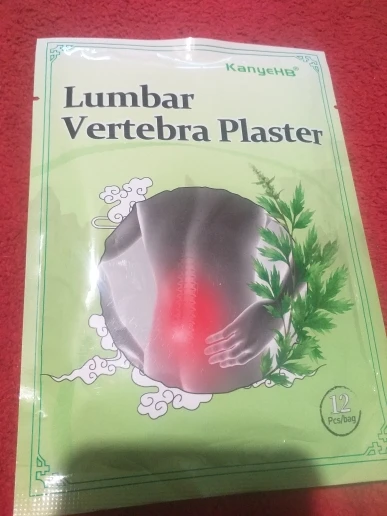 KanyeHB®
Lumbar
Vertebra Plaster
12
Pcs/bag